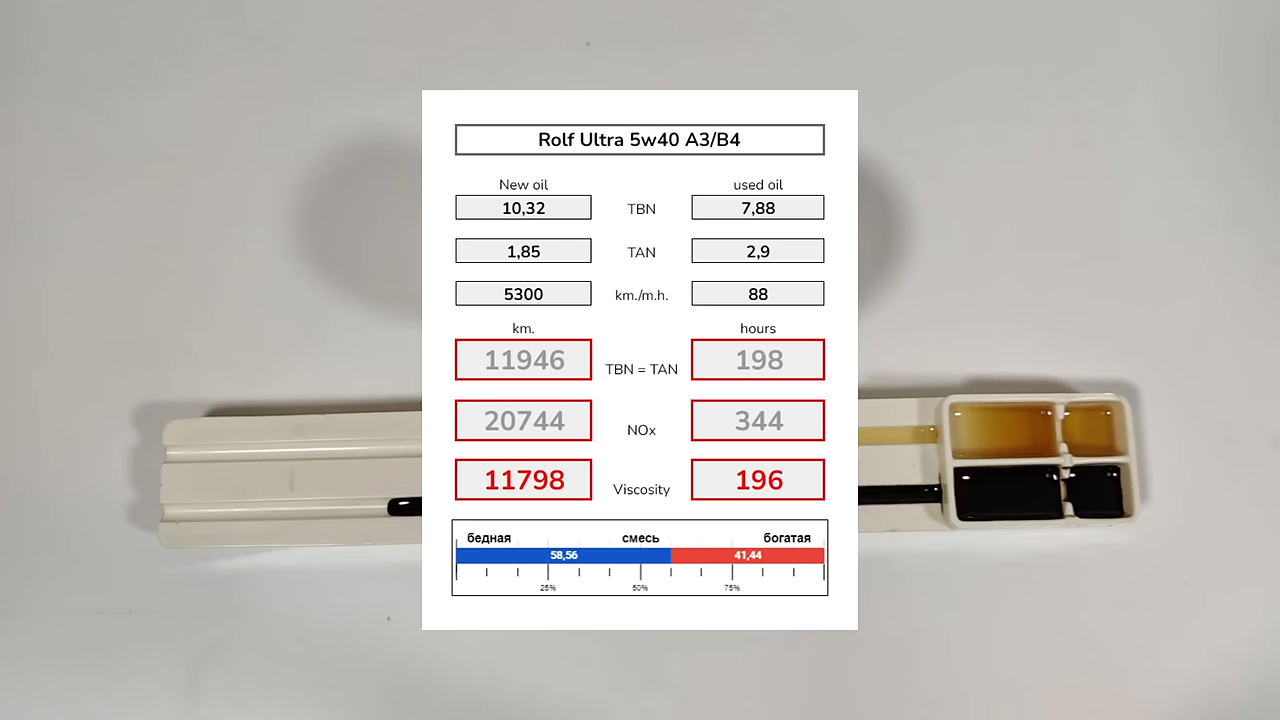 Rolf Ultra 5w40 A3/B4
New oil used oil
10,32 TBN 7,88
1,85 TAN 2,9
5300 km./m.h. 88
km. hours
11946 TBN = TAN 198
20744 NOx 344
11798 Viscosity 196
бедная смесь богатая
58,56 41,44
25% 50% 75%